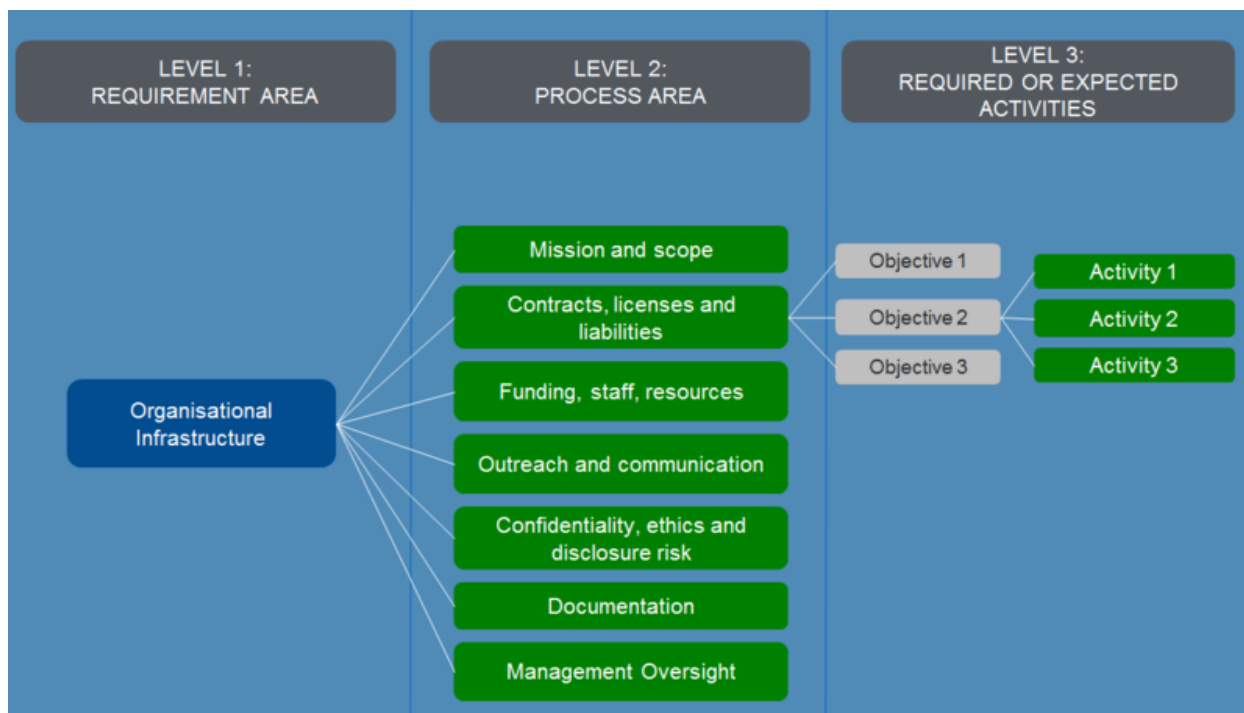 LEVEL 1:
REQUIREMENT AREA
LEVEL 2:
PROCESS AREA
LEVEL 3:
REQUIRED OR EXPECTED
ACTIVITIES
Organisational
Infrastructure
Mission and scope
Contracts, licenses and
liabilities
Funding, staff, resources
Outreach and communication
Confidentiality, ethics and
disclosure risk
Documentation
Management Oversight
Objective 1
Objective 2
Objective 3
Activity 1
Activity 2
Activity 3